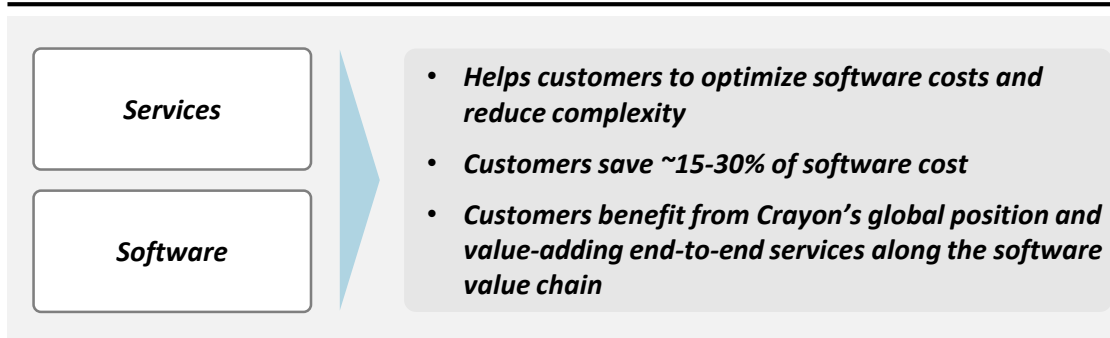 Services
Software
• Helps customers to optimize software costs and
reduce complexity
• Customers save ~15-30% of software cost
• Customers benefit from Crayon’s global position and
value-adding end-to-end services along the software
value chain